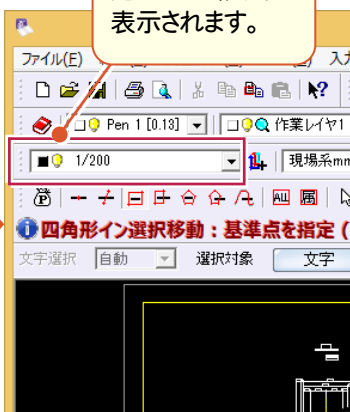 表示されます。
ファイル(F)
Pen 1 [0.13]
作業レイヤ1
1/200
現場系mm
P
ALL 属
四角形イン選択移動：基準点を指定 (
文字選択 自動 選択対象 文字